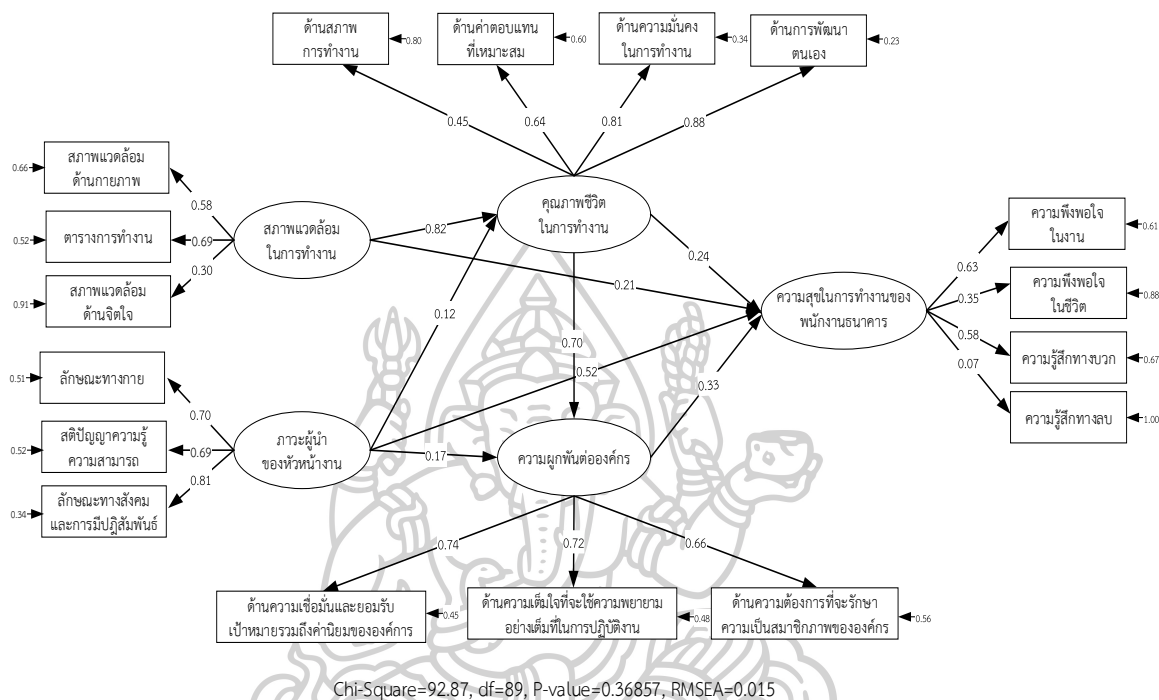 ด้านสภาพ
การทำงาน
0.80
ด้านค่าตอบแทน
ที่เหมาะสม
0.60
ด้านความมั่นคง
ในการทำงาน
0.34
ด้านการพัฒนา
ตนเอง
0.23
0.45
0.64
0.81
0.88
0.66
สภาพแวดล้อม
ด้านกายภาพ
0.58
0.52
ตารางการทำงาน
0.69
0.91
สภาพแวดล้อม
ด้านจิตใจ
0.30
สภาพแวดล้อม
ในการทำงาน
0.82
0.21
คุณภาพชีวิต
ในการทำงาน
0.24
0.12
0.70
0.52
0.33
ความสุขในการทำงานของ
พนักงานธนาคาร
ความพึงพอใจ
ในงาน
0.61
0.63
ความพึงพอใจ
ในชีวิต
0.88
0.35
ความรู้สึกทางบวก
0.67
0.58
ความรู้สึกทางลบ
1.00
0.07
0.51
ลักษณะทางกาย
0.70
0.52
สติปัญญาความรู้
ความสามารถ
0.69
0.34
ลักษณะทางสังคม
และการมีปฎิสัมพันธ์
0.81
ภาวะผู้นำ
ของหัวหน้างาน
0.17
ความผูกพันต่อองค์กร
0.74
0.72
0.66
ด้านความเชื่อมั่นและยอมรับ
เป้าหมายรวมถึงค่านิยมขององค์การ
0.45
ด้านความเต็มใจที่จะใช้ความพยายาม
อย่างเต็มที่ในการปฏิบัติงาน
0.48
ด้านความต้องการที่จะรักษา
ความเป็นสมาชิกภาพขององค์กร
0.56
Chi-Square=92.87, df=89, P-value=0.36857, RMSEA=0.015